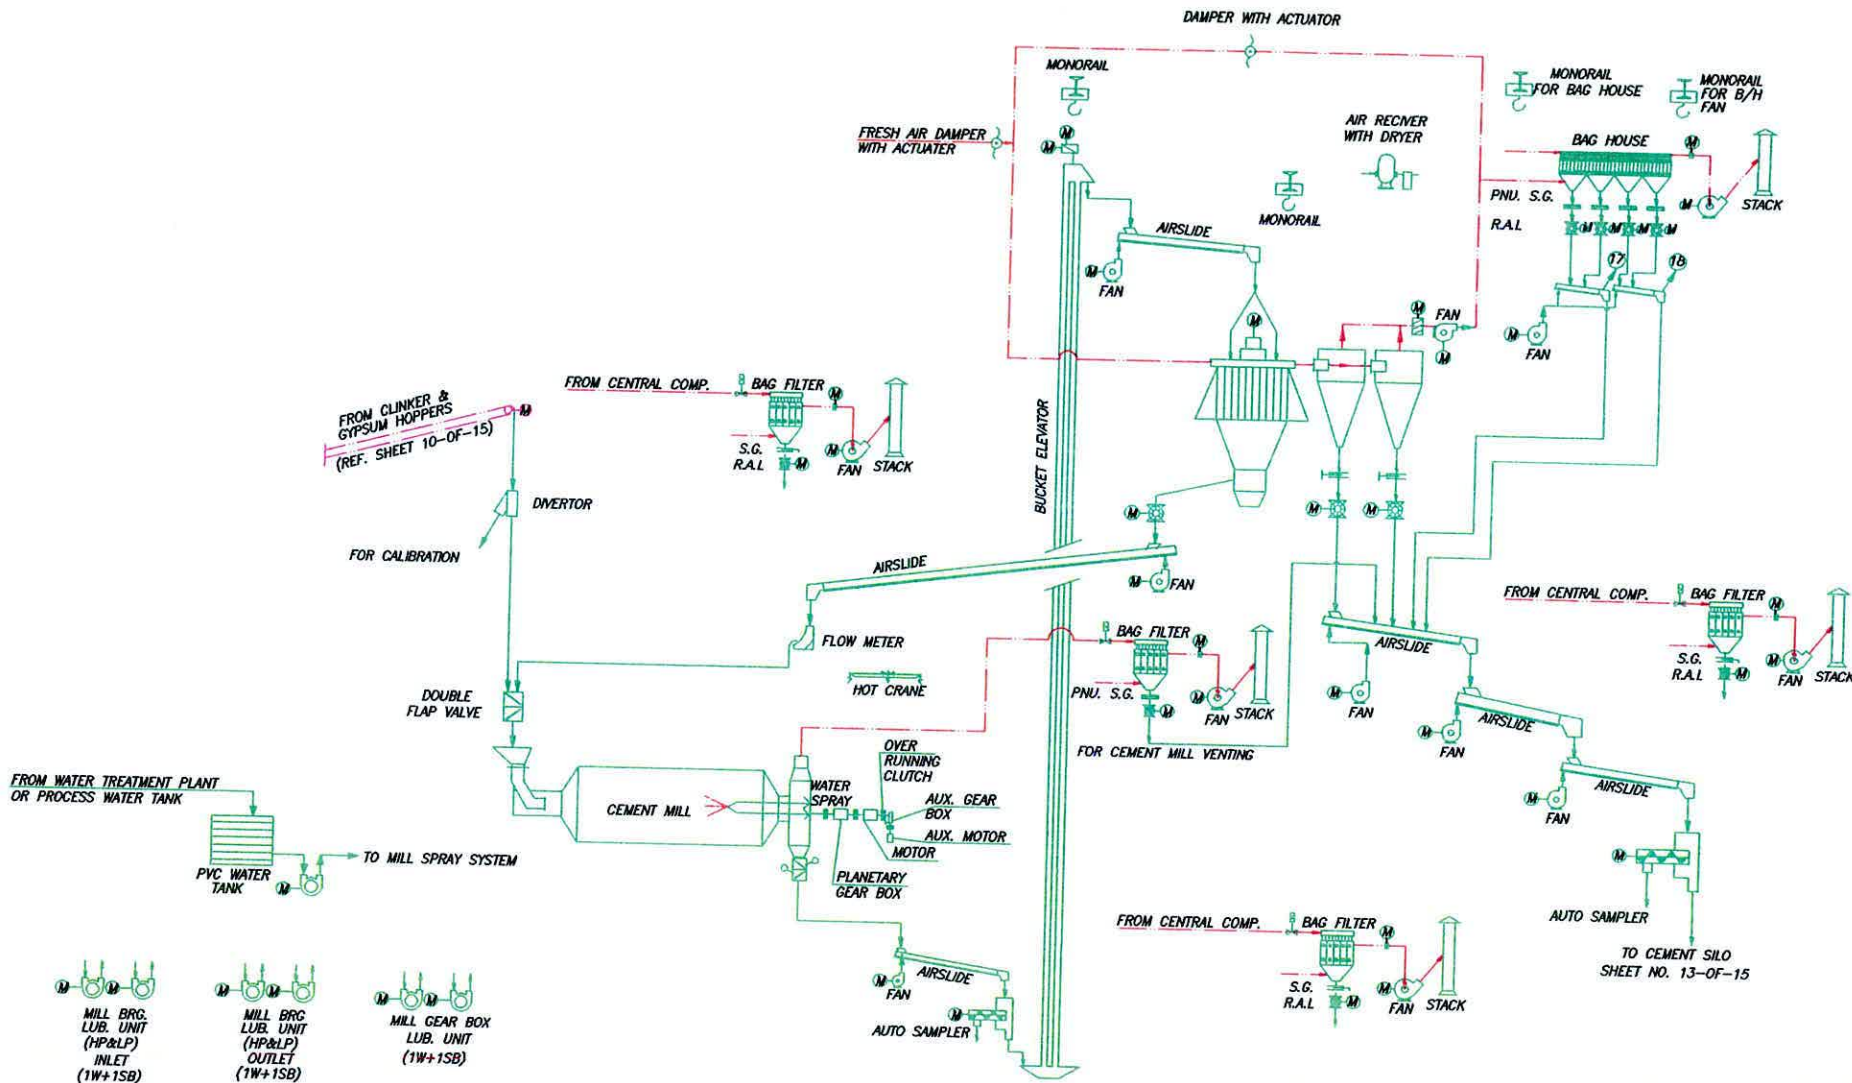 DAMPER WITH ACTUATOR
MONORAIL
MONORAIL
FOR BAG HOUSE
MONORAIL
FOR B/H
FAN
FRESH AIR DAMPER
WITH ACTUATER
M
M
AIR RECIVER
WITH DRYER
BAG HOUSE
M
MONORAIL
PNU. S.G.
M
STACK
R.A.L
M
M
M
M
AIRSLIDE
M
FAN
17
18
M
FAN
M
FAN
M
M
FROM CENTRAL COMP.
BAG FILTER
M
S.G.
R.A.L
M
M
FAN
STACK
FROM CLINKER &
GYPSUM HOPPERS
(REF. SHEET 10-OF-15)
M
BUCKET ELEVATOR
DIVERTOR
FOR CALIBRATION
M
M
M
AIRSLIDE
M
FAN
FLOW METER
HOT CRANE
DOUBLE
FLAP VALVE
BAG FILTER
M
PNU. S.G.
M
M
FAN
STACK
FOR CEMENT MILL VENTING
AIRSLIDE
M
FAN
FROM CENTRAL COMP.
BAG FILTER
M
S.G.
R.A.L
M
M
FAN
STACK
AIRSLIDE
M
FAN
AIRSLIDE
M
FAN
FROM WATER TREATMENT PLANT
OR PROCESS WATER TANK
CEMENT MILL
WATER
SPRAY
OVER
RUNNING
CLUTCH
AUX. GEAR
BOX
AUX. MOTOR
MOTOR
PLANETARY
GEAR BOX
PVC WATER
TANK
M
TO MILL SPRAY SYSTEM
M
AUTO SAMPLER
TO CEMENT SILO
SHEET NO. 13-OF-15
FROM CENTRAL COMP.
BAG FILTER
M
S.G.
R.A.L
M
M
FAN
STACK
AIRSLIDE
M
FAN
M
AUTO SAMPLER
M
M
MILL BRG.
LUB. UNIT
(HP&LP)
INLET
(1W+1SB)
M
M
MILL BRG
LUB. UNIT
(HP&LP)
OUTLET
(1W+1SB)
M
M
MILL GEAR BOX
LUB. UNIT
(1W+1SB)